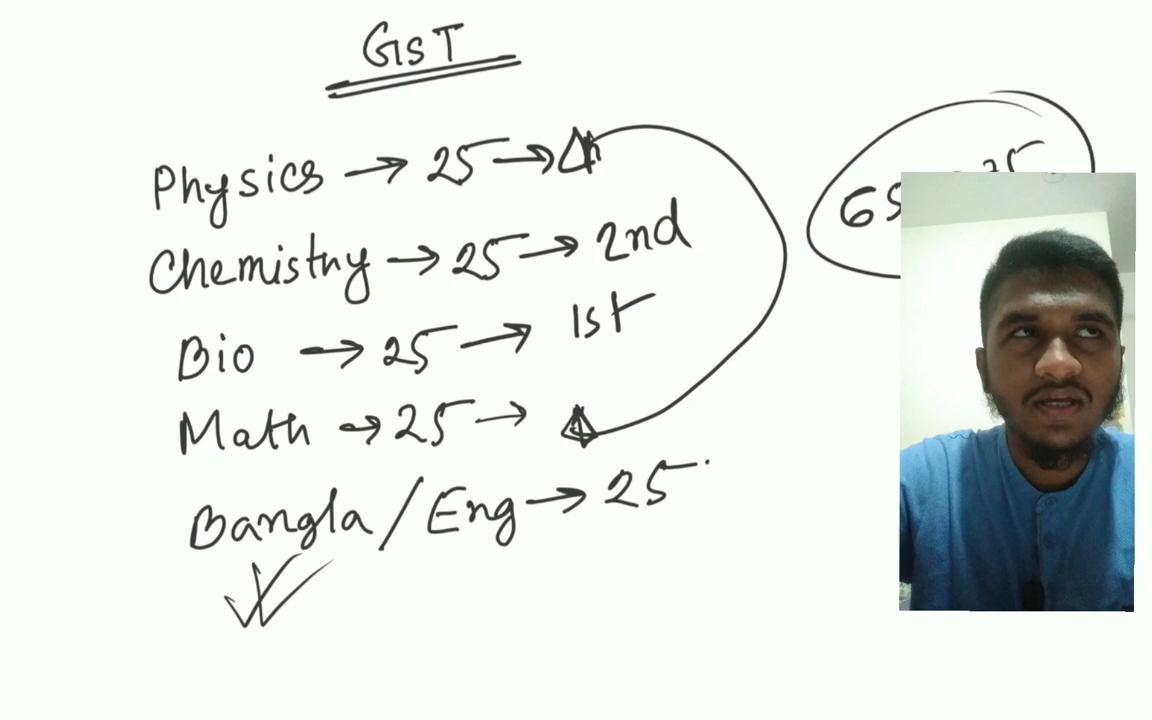 GST
Physics → 25 →
Chemistry → 25 → 2nd
Bio → 25 → 1st
Math → 25 →
Bangla / Eng → 25